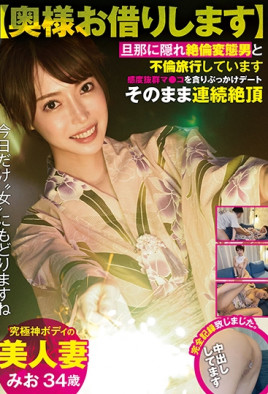 【奥様お借りします】
旦那に隠れ絶倫変態男と
不倫旅行しています
感度抜群マ●コを貪りぶっかけデート
そのまま連続絶頂
今日だけ“女”にもどりますね
究極神ボディの
美人妻
みお34歳
完全記録致しました。
中出し
してます